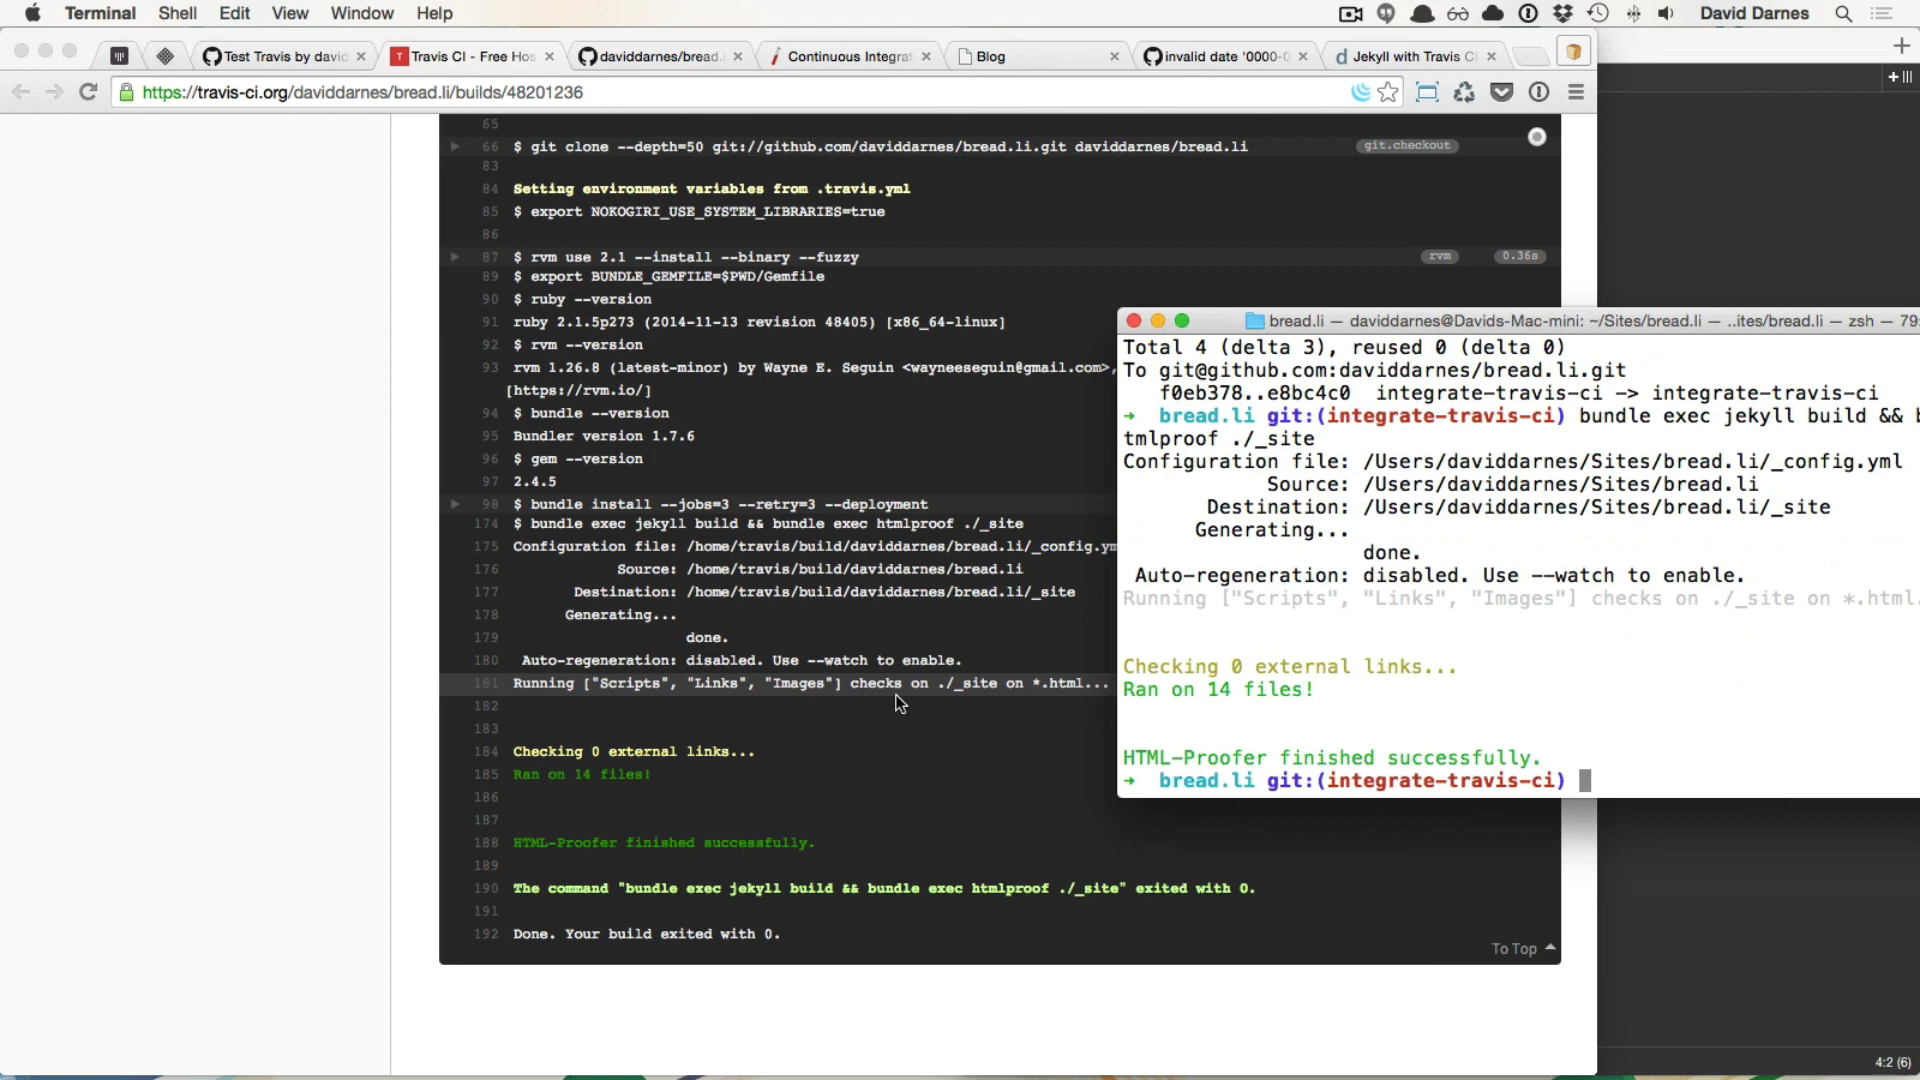 Terminal Shell Edit View Window Help David Darnes
Test Travis by davic
Travis CI - Free Hos
daviddarnes/bread.
Continuous Integrat
Blog
invalid date '0000-0
Jekyll with Travis C
https://travis-ci.org/daviddarnes/bread.li/builds/48201236
65
66 $ git clone --depth=50 git://github.com/daviddarnes/bread.li.git daviddarnes/bread.li git.checkout
83
84 Setting environment variables from .travis.yml
85 $ export NOKOGIRI_USE_SYSTEM_LIBRARIES=true
86
87 $ rvm use 2.1 --install --binary --fuzzy rvm 0.36s
89 $ export BUNDLE_GEMFILE=$PWD/Gemfile
90 $ ruby --version
91 ruby 2.1.5p273 (2014-11-13 revision 48405) [x86_64-linux]
92 $ rvm --version
93 rvm 1.26.8 (latest-minor) by Wayne E. Seguin <wayneeseguin@gmail.com>,
[https://rvm.io/]
94 $ bundle --version
95 Bundler version 1.7.6
96 $ gem --version
97 2.4.5
98 $ bundle install --jobs=3 --retry=3 --deployment
174 $ bundle exec jekyll build && bundle exec htmlproof ./_site
175 Configuration file: /home/travis/build/daviddarnes/bread.li/_config.ym
176 Source: /home/travis/build/daviddarnes/bread.li
177 Destination: /home/travis/build/daviddarnes/bread.li/_site
178 Generating...
179 done.
180 Auto-regeneration: disabled. Use --watch to enable.
181 Running ["Scripts", "Links", "Images"] checks on ./_site on *.html...
182
183
184 Checking 0 external links...
185 Ran on 14 files!
186
187
188 HTML-Proofer finished successfully.
189
190 The command "bundle exec jekyll build && bundle exec htmlproof ./_site" exited with 0.
191
192 Done. Your build exited with 0.
To Top
bread.li — daviddarnes@Davids-Mac-mini: ~/Sites/bread.li — ..ites/bread.li — zsh — 79
Total 4 (delta 3), reused 0 (delta 0)
To git@github.com:daviddarnes/bread.li.git
f0eb378..e8bc4c0 integrate-travis-ci -> integrate-travis-ci
➜ bread.li git:(integrate-travis-ci) bundle exec jekyll build && b
tmlproof ./_site
Configuration file: /Users/daviddarnes/Sites/bread.li/_config.yml
Source: /Users/daviddarnes/Sites/bread.li
Destination: /Users/daviddarnes/Sites/bread.li/_site
Generating...
done.
Auto-regeneration: disabled. Use --watch to enable.
Running ["Scripts", "Links", "Images"] checks on ./_site on *.html.
Checking 0 external links...
Ran on 14 files!
HTML-Proofer finished successfully.
➜ bread.li git:(integrate-travis-ci)
4:2 (6)